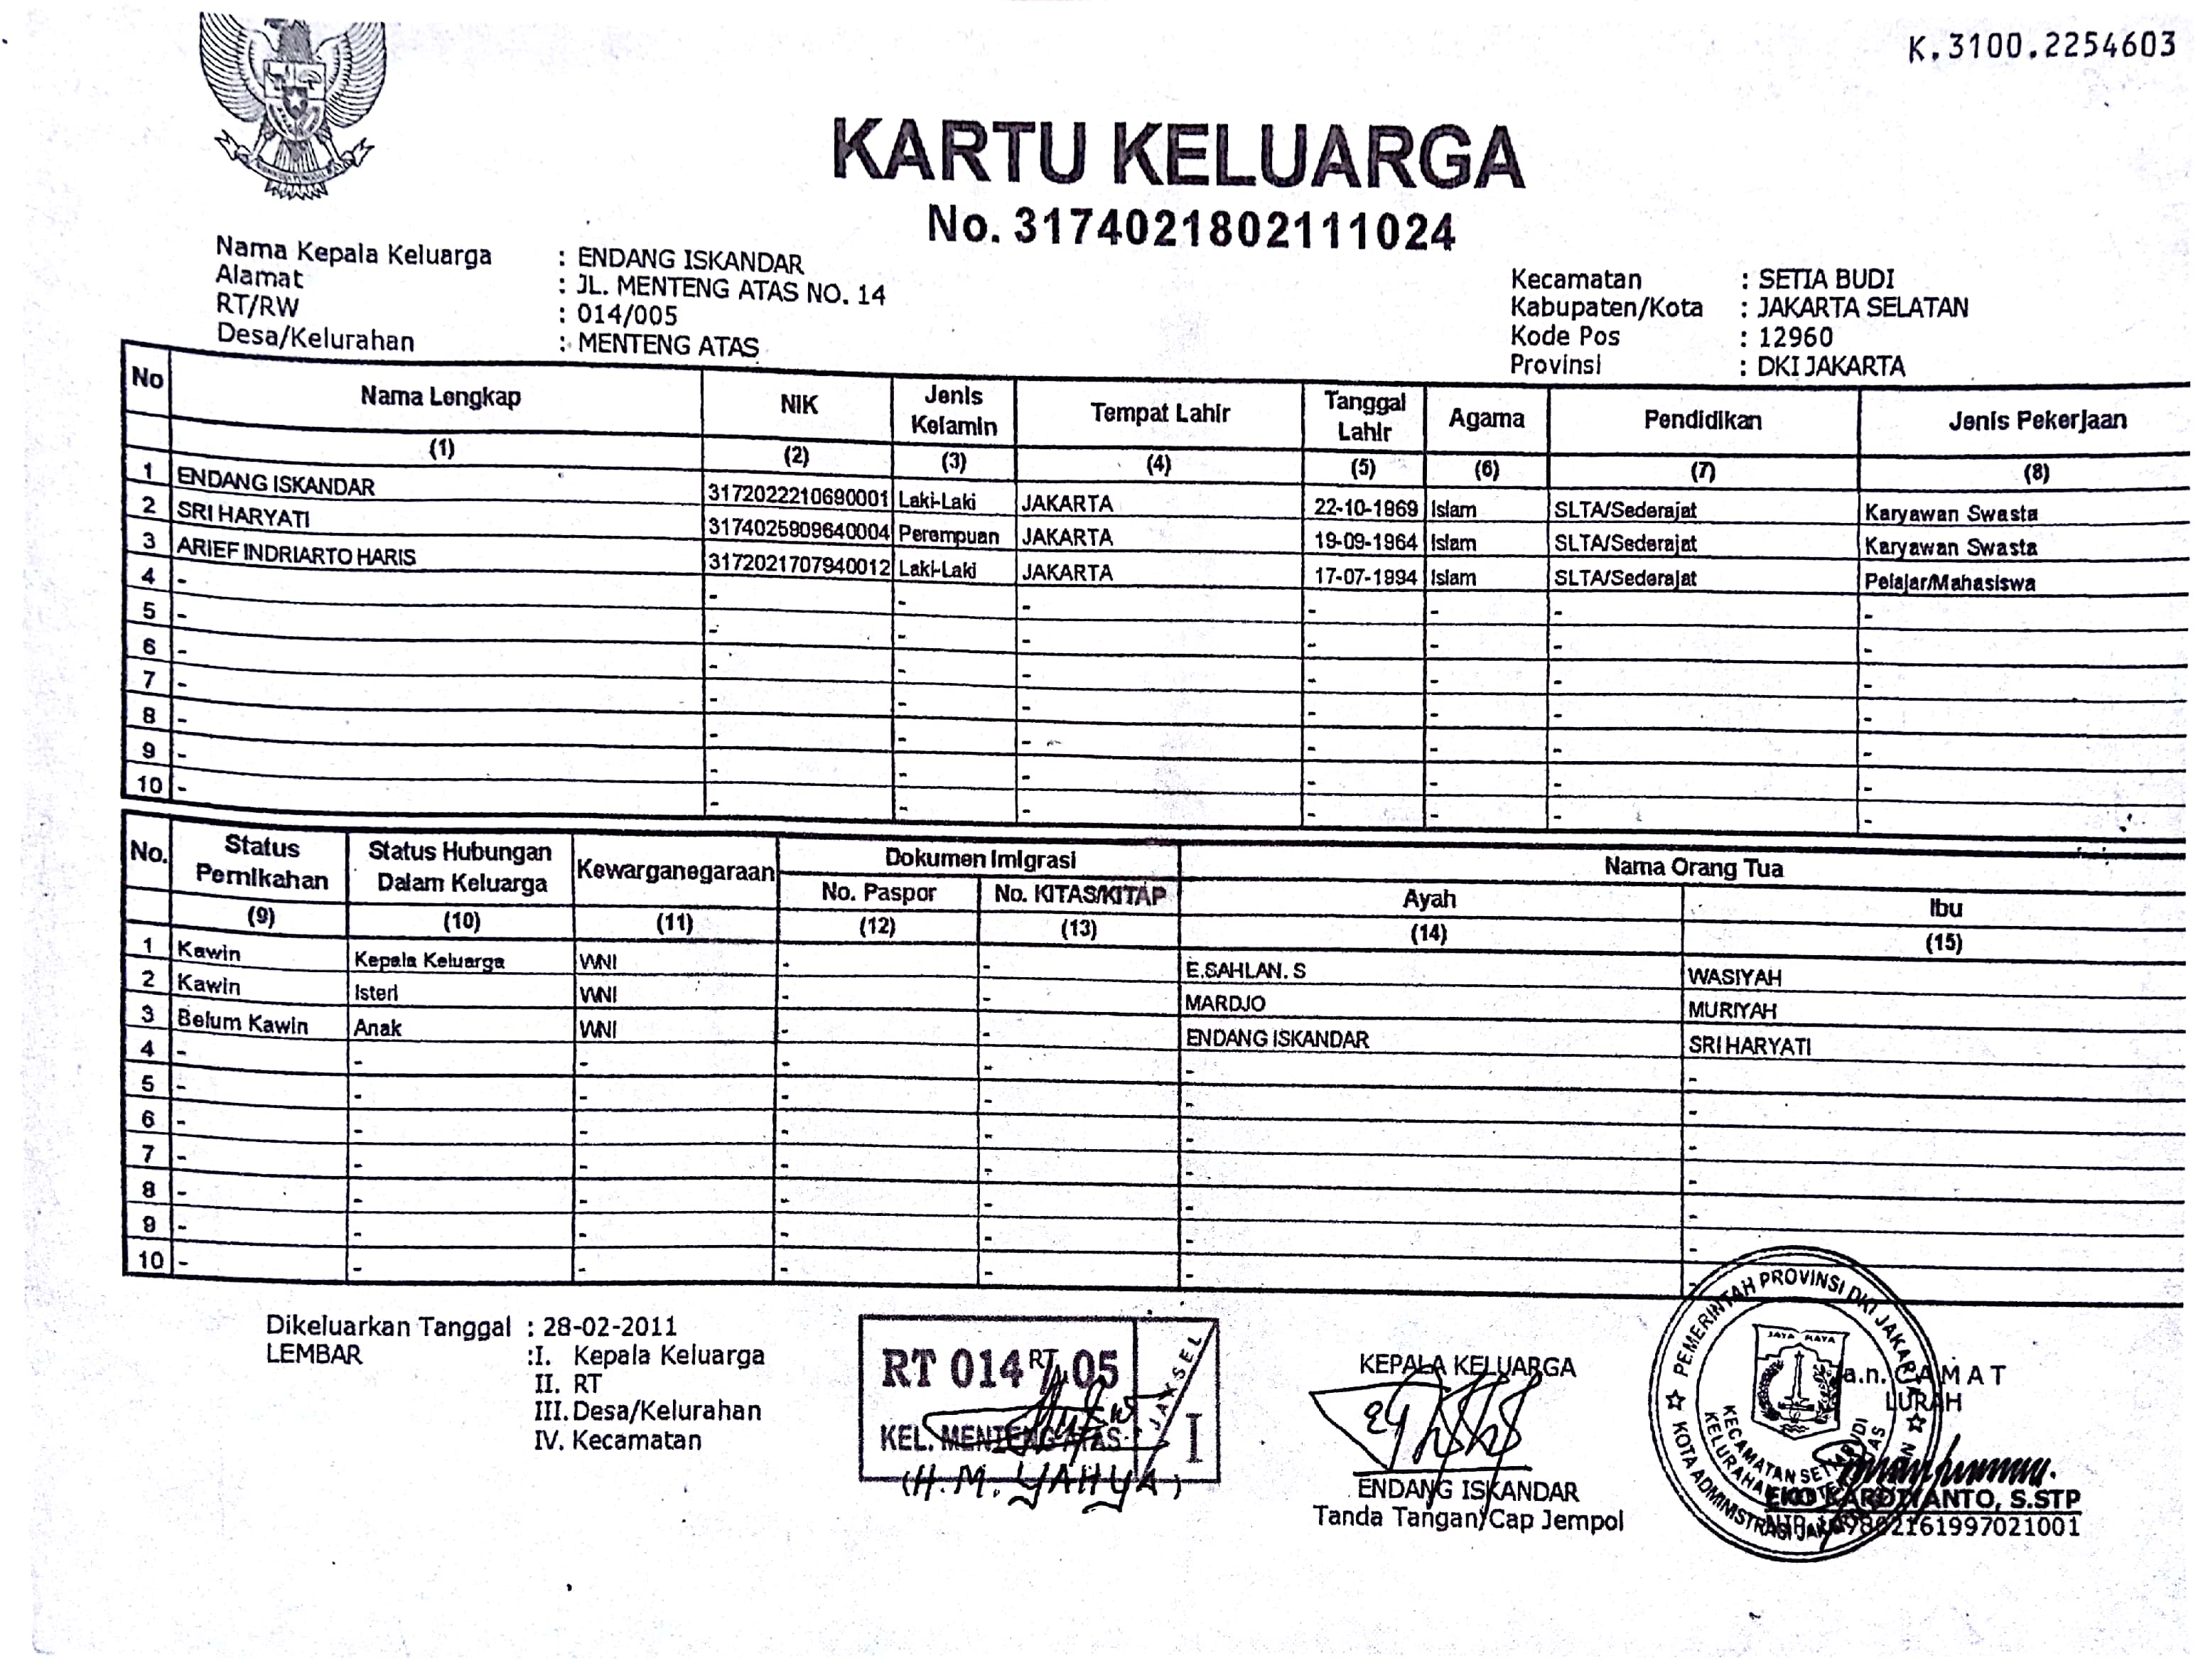 K.3100.2254603
KARTU KELUARGA
No. 3174021802111024
Nama Kepala Keluarga : ENDANG ISKANDAR
Alamat : JL. MENTENG ATAS NO. 14
RT/RW : 014/005
Desa/Kelurahan : MENTENG ATAS
Kecamatan : SETIA BUDI
Kabupaten/Kota : JAKARTA SELATAN
Kode Pos : 12960
Provinsi : DKI JAKARTA
No Nama Lengkap NIK Jenis Kelamin Tempat Lahir Tanggal Lahir Agama Pendidikan Jenis Pekerjaan
(1) (2) (3) (4) (5) (6) (7) (8)
1 ENDANG ISKANDAR 3172022210690001 Laki-Laki JAKARTA 22-10-1969 Islam SLTA/Sederajat Karyawan Swasta
2 SRI HARYATI 3174025909640004 Perempuan JAKARTA 19-09-1964 Islam SLTA/Sederajat Karyawan Swasta
3 ARIEF INDRIARTO HARIS 3172021707940012 Laki-Laki JAKARTA 17-07-1994 Islam SLTA/Sederajat Pelajar/Mahasiswa
4 - - - - - - - -
5 - - - - - - - -
6 - - - - - - - -
7 - - - - - - - -
8 - - - - - - - -
9 - - - - - - - -
10 - - - - - - - -
No. Status Pernikahan Status Hubungan Dalam Keluarga Kewarganegaraan Dokumen Imigrasi Nama Orang Tua
No. Paspor No. KITAS/KITAP Ayah Ibu
(9) (10) (11) (12) (13) (14) (15)
1 Kawin Kepala Keluarga WNI - - E.SAHLAN. S WASIYAH
2 Kawin Isteri WNI - - MARDJO MURIYAH
3 Belum Kawin Anak WNI - - ENDANG ISKANDAR SRI HARYATI
4 - - - - - - -
5 - - - - - - -
6 - - - - - - -
7 - - - - - - -
8 - - - - - - -
9 - - - - - - -
10 - - - - - - -
Dikeluarkan Tanggal : 28-02-2011
LEMBAR :I. Kepala Keluarga
II. RT
III. Desa/Kelurahan
IV. Kecamatan
RT
RT 014 05
KEL. MENTENG ATAS
JAKSEL
I
(H.M. YAHYA)
KEPALA KELUARGA
ENDANG ISKANDAR
Tanda Tangan/Cap Jempol
PEMERINTAH PROVINSI DKI JAKARTA
JAYA RAYA
KECAMATAN SETIABUDI
KELURAHAN MENTENG ATAS
KOTA ADMINISTRASI JAKARTA SELATAN
a.n. CAMAT
LURAH
S.STP